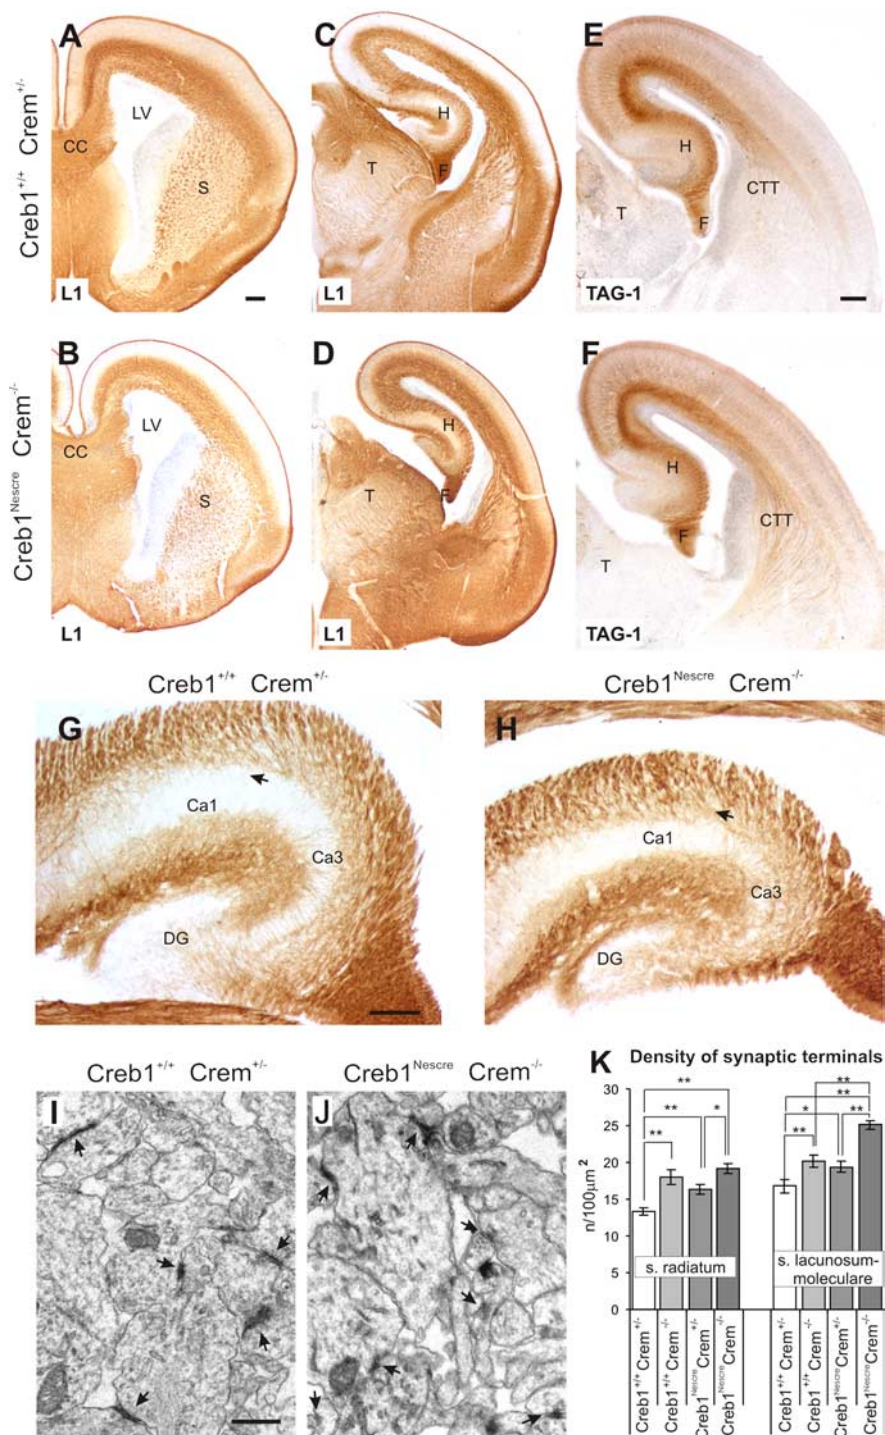 A
LV
CC
S
L1
C
H
T
F
L1
E
H
CTT
T
F
TAG-1
Creb1+/+ Crem+/-
B
LV
CC
S
L1
D
H
T
F
L1
F
H
CTT
T
F
TAG-1
Creb1Nescre Crem-/-
Creb1+/+ Crem+/-
Creb1Nescre Crem-/-
G
Ca1
Ca3
DG
H
Ca1
Ca3
DG
Creb1+/+ Crem+/-
Creb1Nescre Crem-/-
I
J
K Density of synaptic terminals
n/100µm2
30
25
20
15
10
5
0
** ** ** *
** ** * ** **
s. radiatum
s. lacunosum-
moleculare
Creb1+/+ Crem+/-
Creb1+/+ Crem-/-
Creb1Nescre Crem+/-
Creb1Nescre Crem-/-
Creb1+/+ Crem+/-
Creb1+/+ Crem-/-
Creb1Nescre Crem+/-
Creb1Nescre Crem-/-